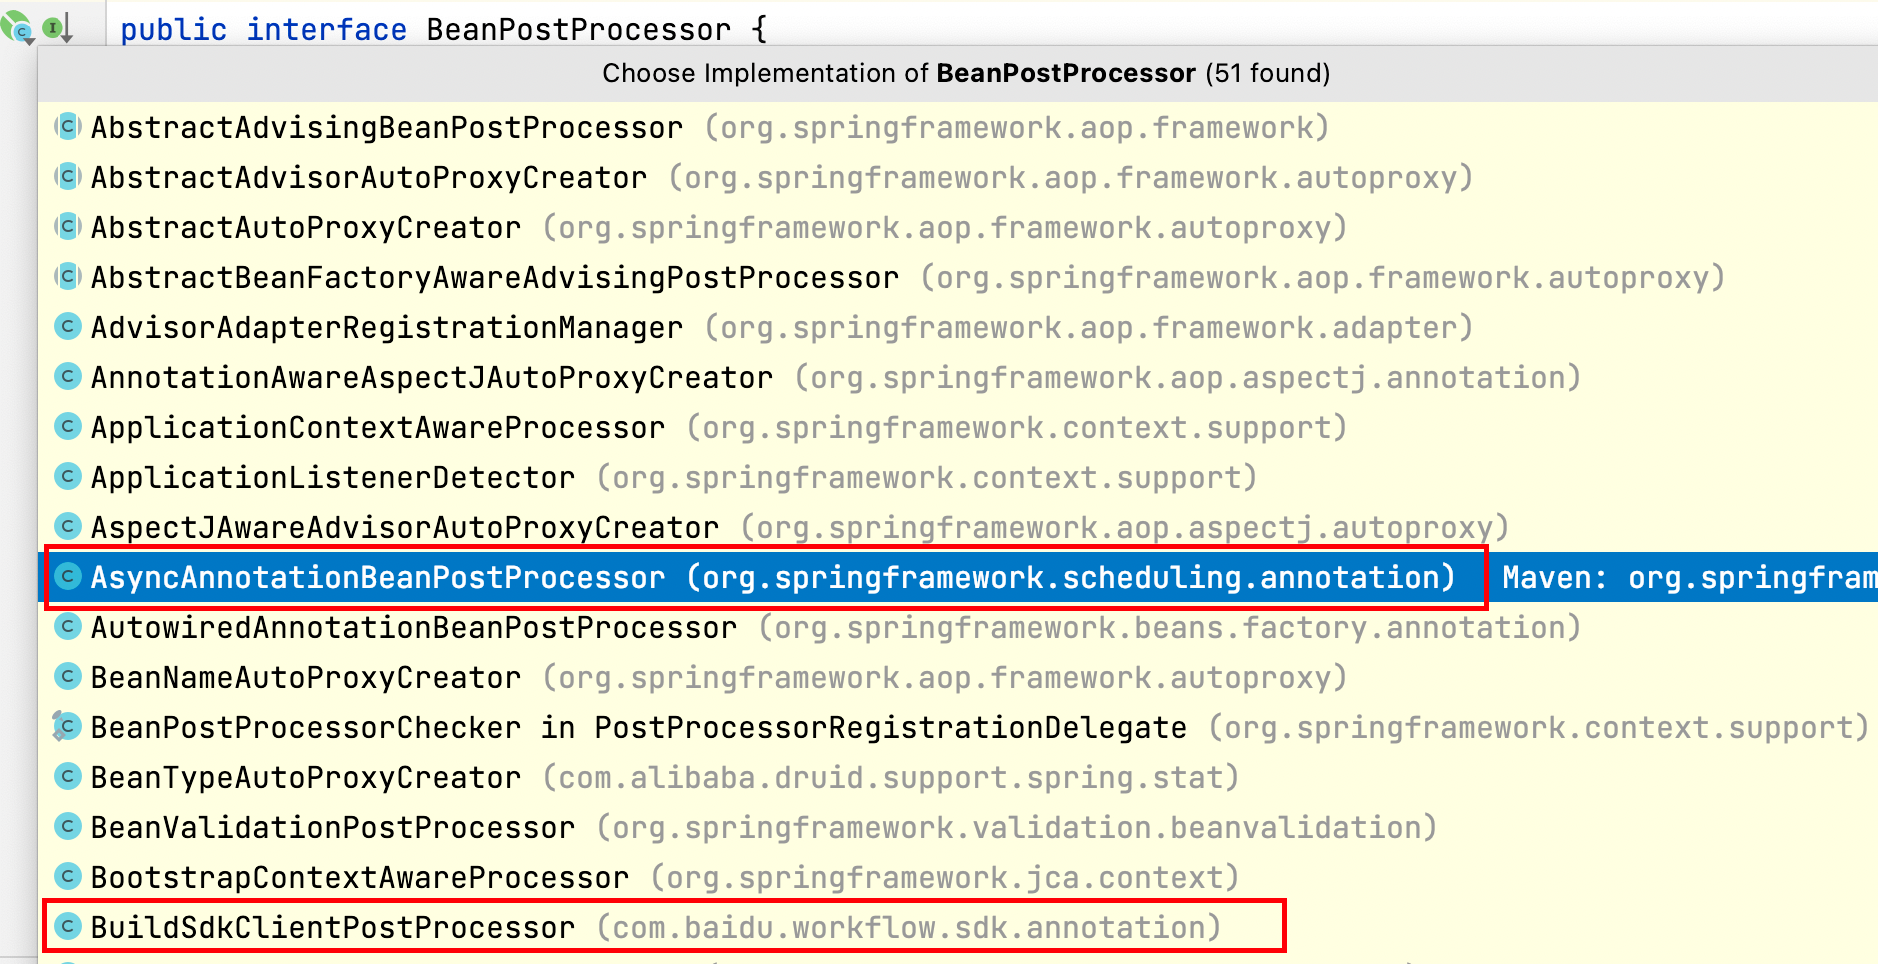 public interface BeanPostProcessor {
Choose Implementation of BeanPostProcessor (51 found)
AbstractAdvisingBeanPostProcessor (org.springframework.aop.framework)
AbstractAdvisorAutoProxyCreator (org.springframework.aop.framework.autoproxy)
AbstractAutoProxyCreator (org.springframework.aop.framework.autoproxy)
AbstractBeanFactoryAwareAdvisingPostProcessor (org.springframework.aop.framework.autoproxy)
AdvisorAdapterRegistrationManager (org.springframework.aop.framework.adapter)
AnnotationAwareAspectJAutoProxyCreator (org.springframework.aop.aspectj.annotation)
ApplicationContextAwareProcessor (org.springframework.context.support)
ApplicationListenerDetector (org.springframework.context.support)
AspectJAwareAdvisorAutoProxyCreator (org.springframework.aop.aspectj.autoproxy)
AsyncAnnotationBeanPostProcessor (org.springframework.scheduling.annotation) Maven: org.springfram
AutowiredAnnotationBeanPostProcessor (org.springframework.beans.factory.annotation)
BeanNameAutoProxyCreator (org.springframework.aop.framework.autoproxy)
BeanPostProcessorChecker in PostProcessorRegistrationDelegate (org.springframework.context.support)
BeanTypeAutoProxyCreator (com.alibaba.druid.support.spring.stat)
BeanValidationPostProcessor (org.springframework.validation.beanvalidation)
BootstrapContextAwareProcessor (org.springframework.jca.context)
BuildSdkClientPostProcessor (com.baidu.workflow.sdk.annotation)